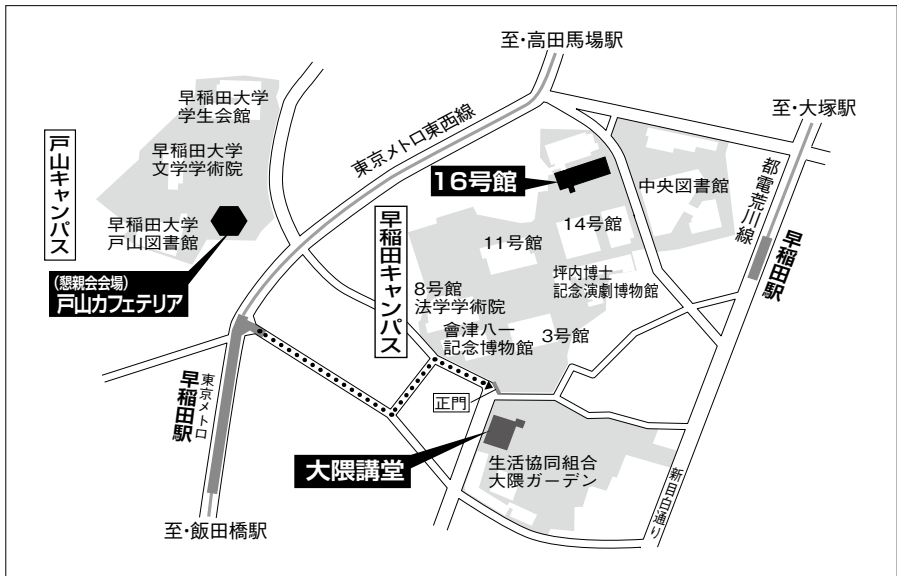 至・高田馬場駅
至・大塚駅
早稲田大学
学生会館
戸山キャンパス
早稲田大学
文学学術院
東京メトロ東西線
都電荒川線
早稲田駅
16号館
中央図書館
早稲田大学
戸山図書館
早稲田キャンパス
14号館
11号館
(懇親会会場)
戸山カフェテリア
坪内博士
記念演劇博物館
8号館
法学学術院
會津八一
記念博物館
3号館
東京メトロ
早稲田駅
正門
大隈講堂
生活協同組合
大隈ガーデン
新目白通り
至・飯田橋駅